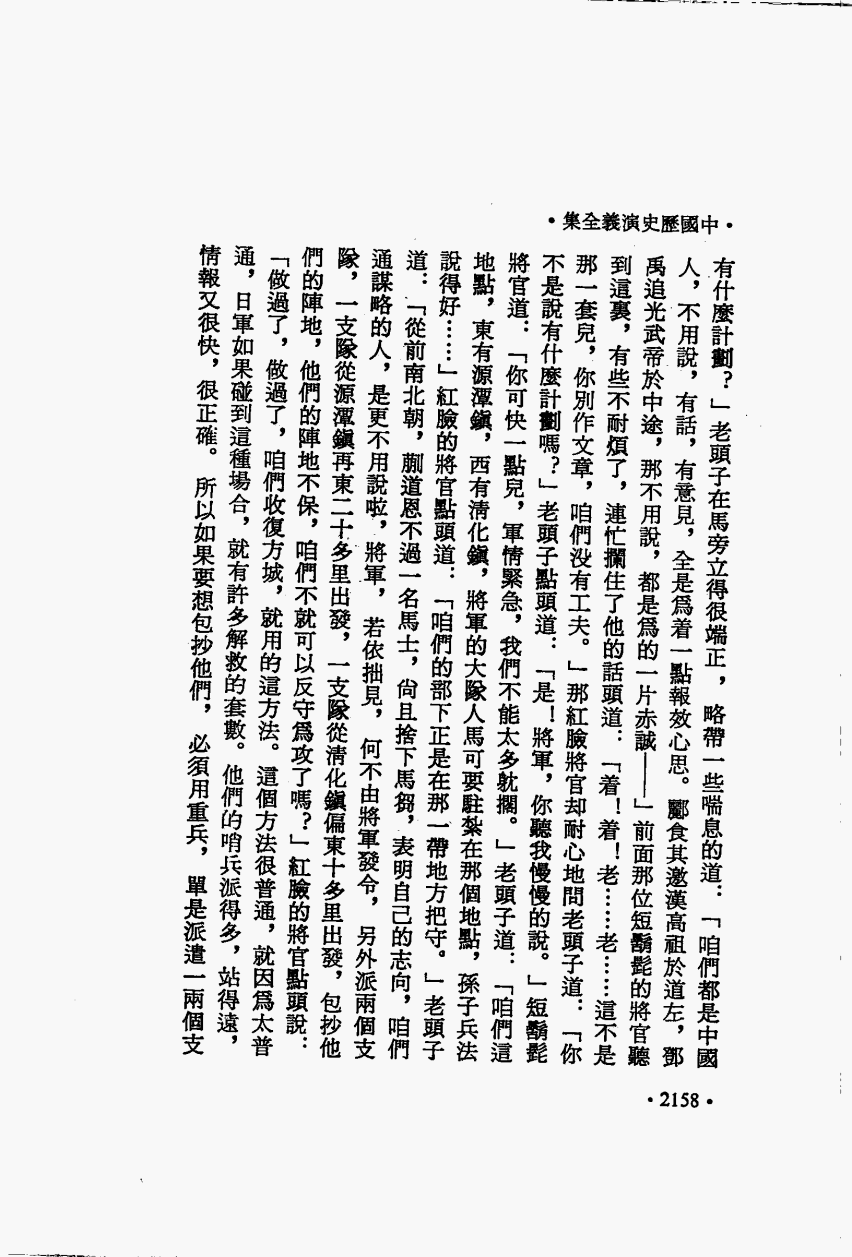 •中國歷史演義全集•
有什麼計劃？」老頭子在馬旁立得很端正，略帶一些喘息的道：「咱們都是中國
人，不用說，有話，有意見，全是爲着一點報效心思。酈食其邀漢高祖於道左，鄧
禹追光武帝於中途，那不用說，都是爲的一片赤誠——」前面那位短鬍髭的將官聽
到這裏，有些不耐煩了，連忙攔住了他的話頭道：「着！着！老……老……這不是
那一套兒，你別作文章，咱們没有工夫。」那紅臉將官却耐心地問老頭子道：「你
不是說有什麼計劃嗎？」老頭子點頭道：「是！將軍，你聽我慢慢的說。」短鬍髭
將官道：「你可快一點兒，軍情緊急，我們不能太多躭擱。」老頭子道：「咱們這
地點，東有源潭鎭，西有清化鎭，將軍的大隊人馬可要駐紮在那個地點，孫子兵法
說得好……」紅臉的將官點頭道：「咱們的部下正是在那一帶地方把守。」老頭子
道：「從前南北朝，蒯道恩不過一名馬士，尙且捨下馬芻，表明自己的志向，咱們
通謀略的人，是更不用說啦，將軍，若依拙見，何不由將軍發令，另外派兩個支
隊，一支隊從源潭鎭再東二十多里出發，一支隊從清化鎭偏東十多里出發，包抄他
們的陣地，他們的陣地不保，咱們不就可以反守爲攻了嗎？」紅臉的將官點頭說：
「做過了，做過了，咱們收復方城，就用的這方法。這個方法很普通，就因爲太普
通，日軍如果碰到這種場合，就有許多解救的套數。他們的哨兵派得多，站得遠，
情報又很快，很正確。所以如果要想包抄他們，必須用重兵，單是派遣一兩個支
•2158•